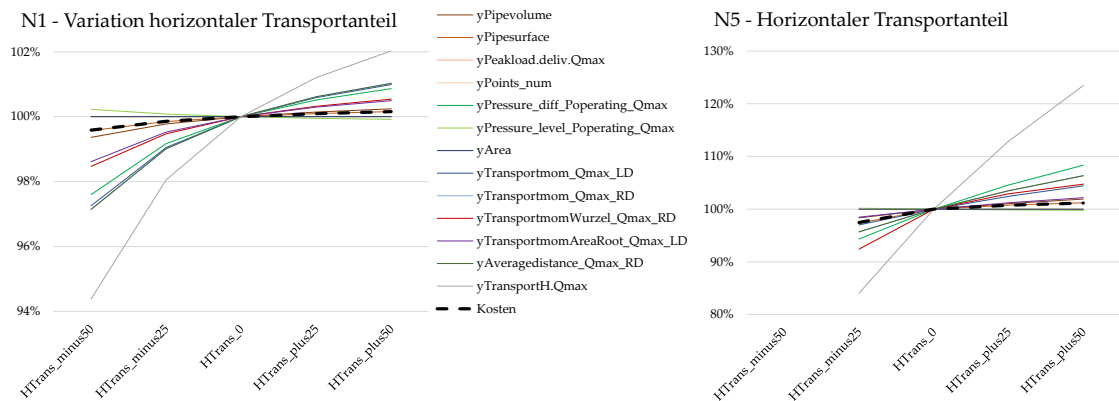 N1 - Variation horizontaler Transportanteil
102%
100%
98%
96%
94%
HTrans_minus50
HTrans_minus25
HTrans_0
HTrans_plus25
HTrans_plus50
yPipevolume
yPipesurface
yPeakload.deliv.Qmax
yPoints_num
yPressure_diff_Poperating_Qmax
yPressure_level_Poperating_Qmax
yArea
yTransportmom_Qmax_LD
yTransportmom_Qmax_RD
yTransportmomWurzel_Qmax_RD
yTransportmomAreaRoot_Qmax_LD
yAveragedistance_Qmax_RD
yTransportH.Qmax
Kosten
N5 - Horizontaler Transportanteil
130%
120%
110%
100%
90%
80%
HTrans_minus50
HTrans_minus25
HTrans_0
HTrans_plus25
HTrans_plus50